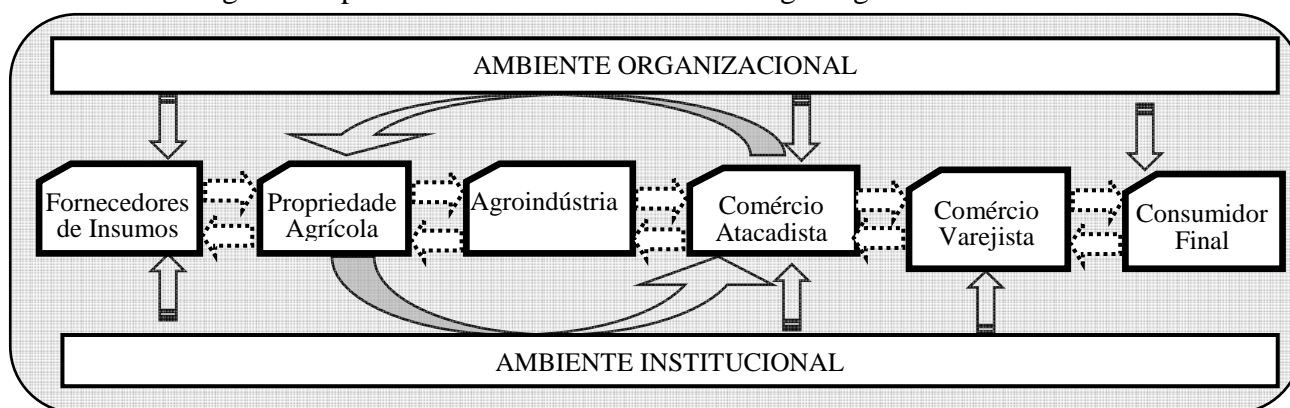 AMBIENTE ORGANIZACIONAL
Fornecedores
de Insumos
Propriedade
Agrícola
Agroindústria
Comércio
Atacadista
Comércio
Varejista
Consumidor
Final
AMBIENTE INSTITUCIONAL